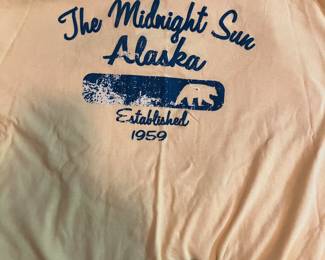 The Midnight Sun
Alaska
Established
1959